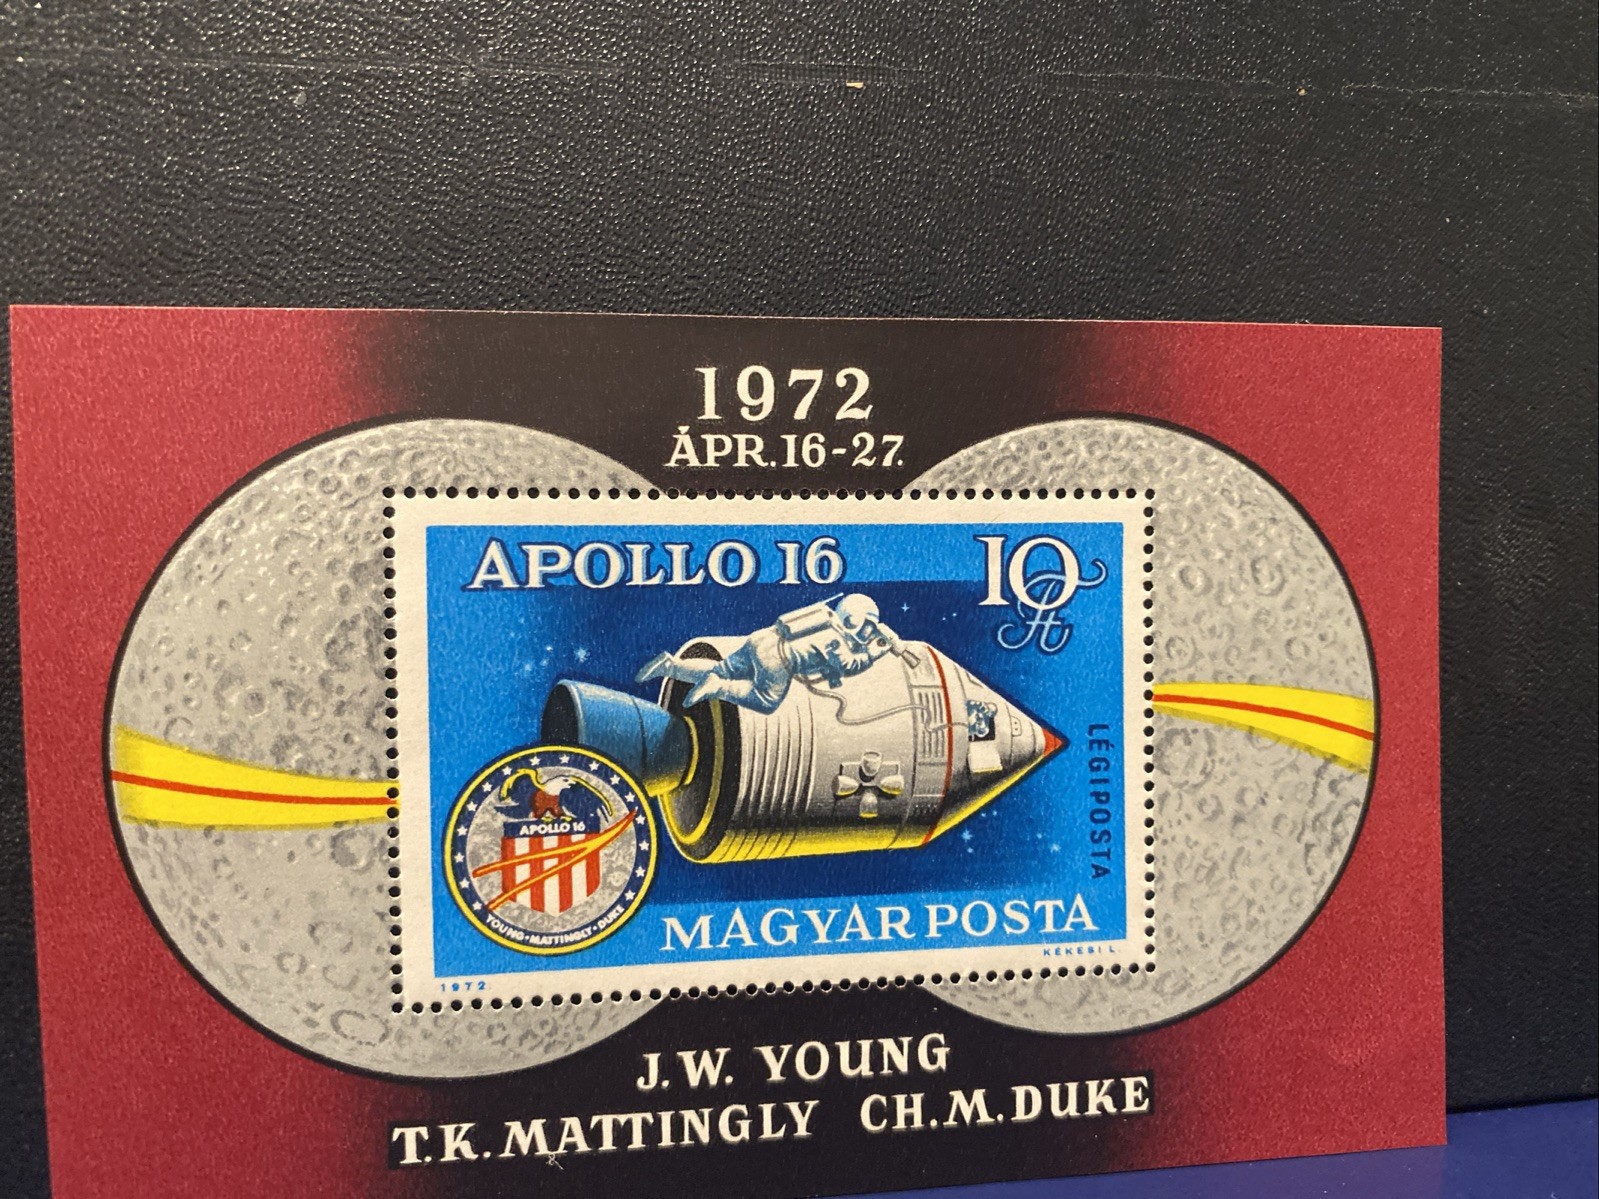 1972
ÁPR.16-27.
APOLLO 16
10 Ft
LÉGIPOSTA
APOLLO 16
YOUNG·MATTINGLY·DUKE
MAGYAR POSTA
KÉKESI L.
1972
J.W. YOUNG
T.K.MATTINGLY CH.M.DUKE